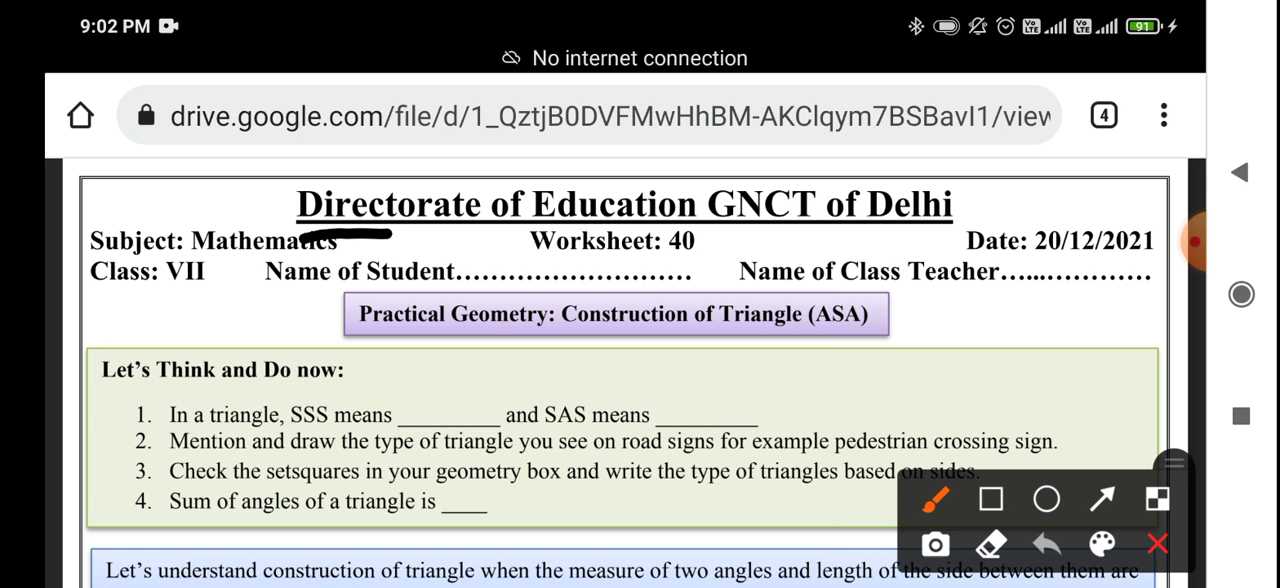 9:02 PM
91
No internet connection
drive.google.com/file/d/1_QztjB0DVFMwHhBM-AKClqym7BSBavI1/view
4
Directorate of Education GNCT of Delhi
Subject: Mathematics Worksheet: 40 Date: 20/12/2021
Class: VII Name of Student………………………. Name of Class Teacher…...…………
Practical Geometry: Construction of Triangle (ASA)
Let’s Think and Do now:
1. In a triangle, SSS means _________ and SAS means _________
2. Mention and draw the type of triangle you see on road signs for example pedestrian crossing sign.
3. Check the setsquares in your geometry box and write the type of triangles based on sides.
4. Sum of angles of a triangle is ____
Let’s understand construction of triangle when the measure of two angles and length of the side between them are